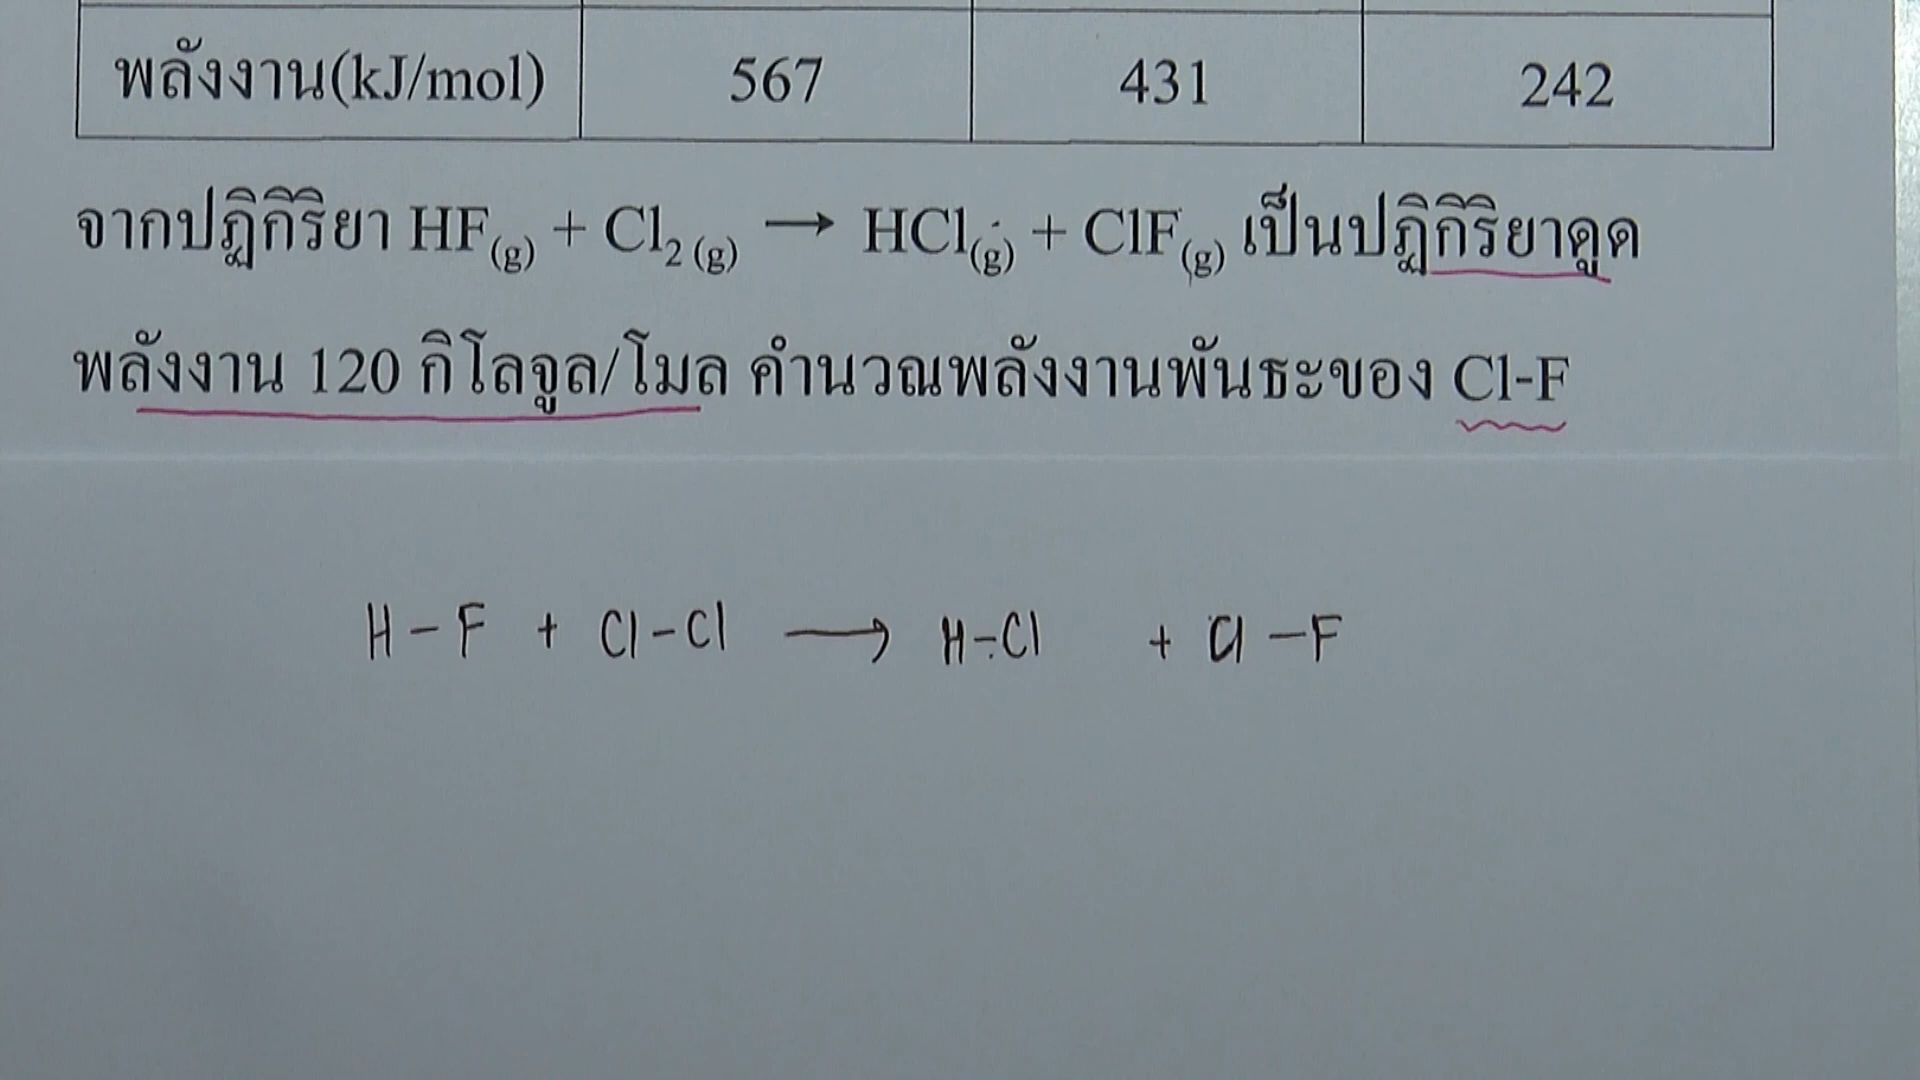 พลังงาน(kJ/mol) 567 431 242
จากปฏิกิริยา HF(g) + Cl2 (g) → HCl(g) + ClF(g) เป็นปฏิกิริยาดูด
พลังงาน 120 กิโลจูล/โมล คำนวณพลังงานพันธะของ Cl-F
H-F + Cl-Cl → H-Cl + Cl-F